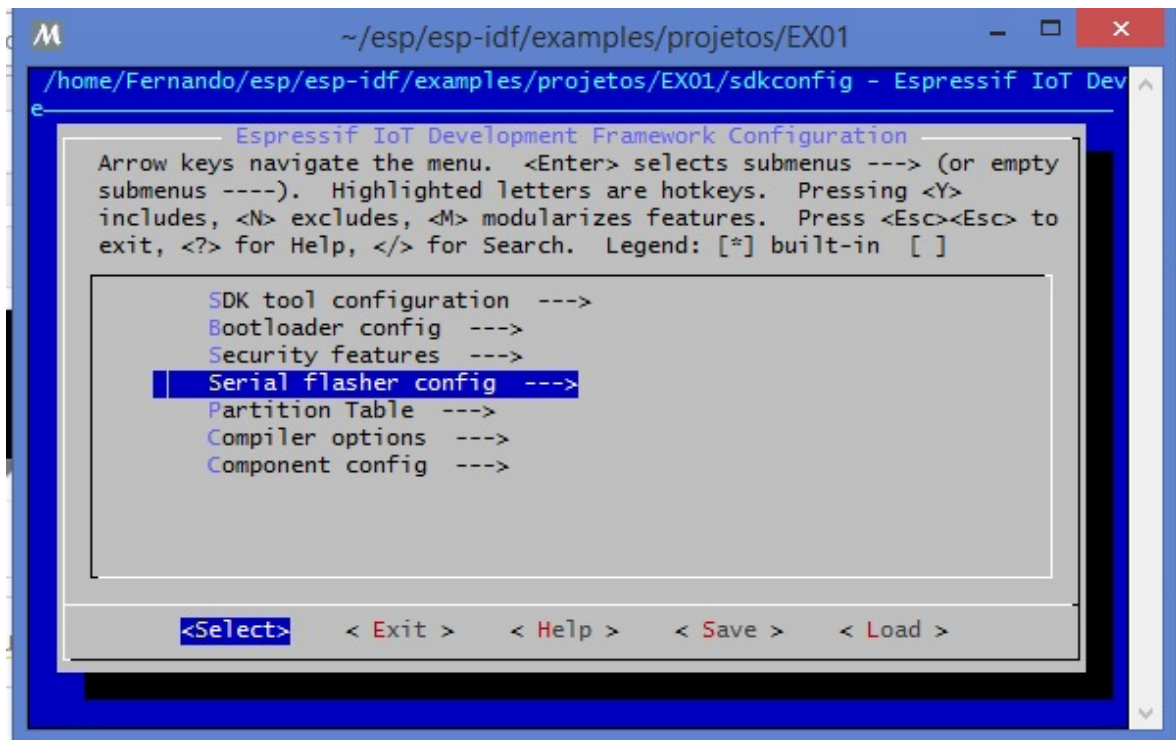 M
~/esp/esp-idf/examples/projetos/EX01
/home/Fernando/esp/esp-idf/examples/projetos/EX01/sdkconfig - Espressif IoT Dev
e
Espressif IoT Development Framework Configuration
Arrow keys navigate the menu.  <Enter> selects submenus ---> (or empty
submenus ----).  Highlighted letters are hotkeys.  Pressing <Y>
includes, <N> excludes, <M> modularizes features.  Press <Esc><Esc> to
exit, <?> for Help, </> for Search.  Legend: [*] built-in  [ ]
SDK tool configuration  --->
Bootloader config  --->
Security features  --->
Serial flasher config  --->
Partition Table  --->
Compiler options  --->
Component config  --->
<Select>    < Exit >    < Help >    < Save >    < Load >